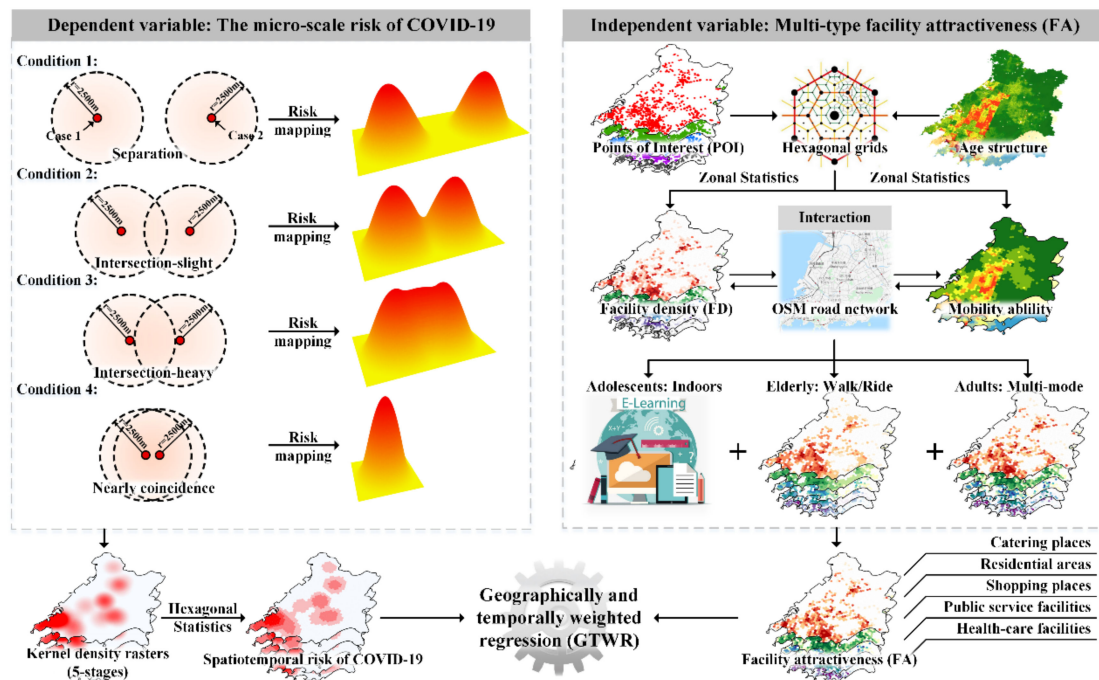 Dependent variable: The micro-scale risk of COVID-19
Condition 1:
r=2500m
r=2500m
Case 1
Case 2
Separation
Risk
mapping
Condition 2:
r=2500m
r=2500m
Intersection-slight
Risk
mapping
Condition 3:
r=2500m
r=2500m
Intersection-heavy
Risk
mapping
Condition 4:
r=2500m
r=2500m
Nearly coincidence
Risk
mapping
Kernel density rasters
(5-stages)
Hexagonal
Statistics
Spatiotemporal risk of COVID-19
Geographically and
temporally weighted
regression (GTWR)
Independent variable: Multi-type facility attractiveness (FA)
Points of Interest (POI)
Hexagonal grids
Age structure
Zonal Statistics
Zonal Statistics
Interaction
Facility density (FD)
OSM road network
Mobility ablility
Adolescents: Indoors
Elderly: Walk/Ride
Adults: Multi-mode
E-Learning
X+Y
?
+
+
Catering places
Residential areas
Shopping places
Public service facilities
Health-care facilities
Facility attractiveness (FA)